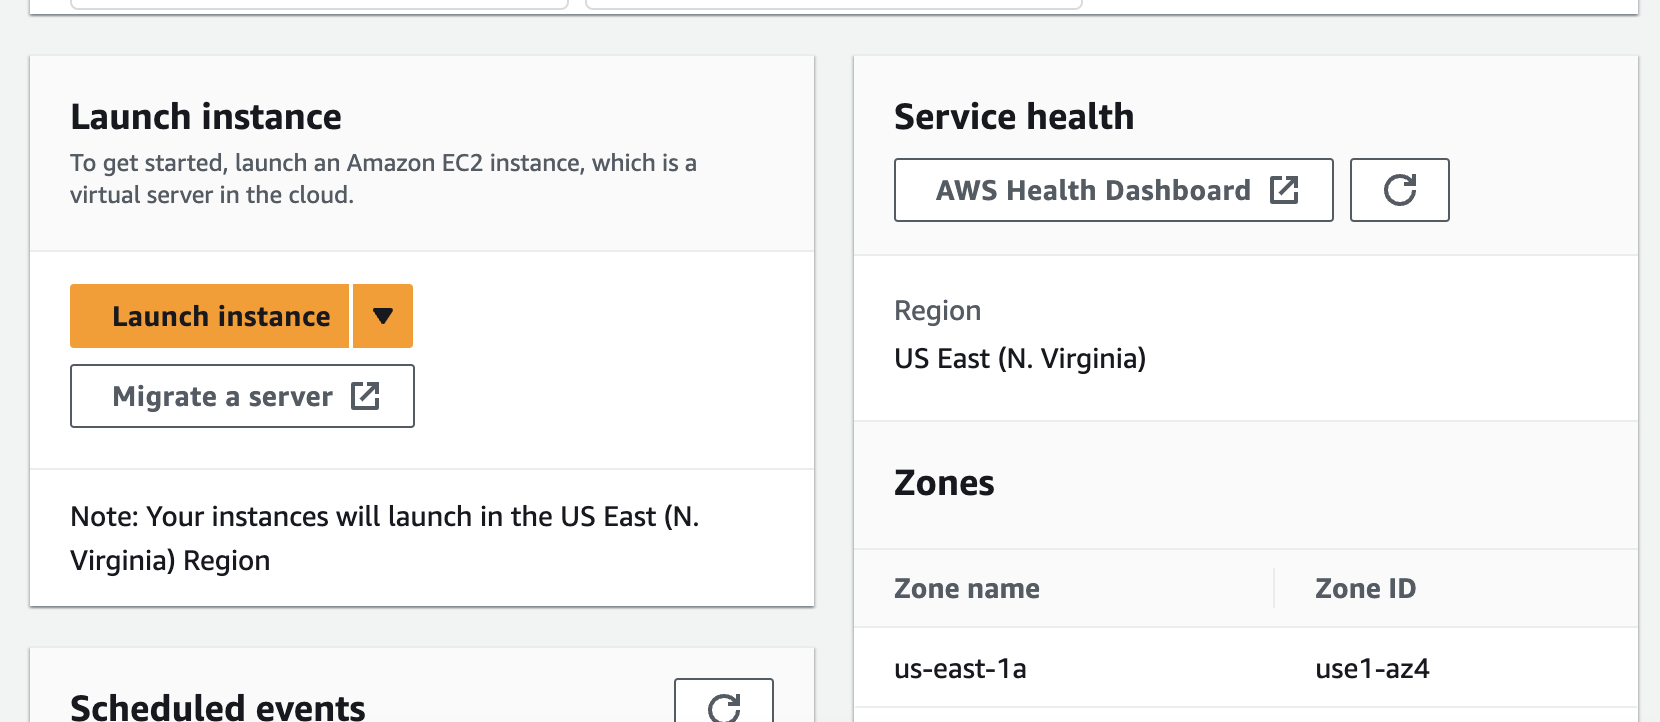 Launch instance
To get started, launch an Amazon EC2 instance, which is a
virtual server in the cloud.
Launch instance
Migrate a server
Note: Your instances will launch in the US East (N.
Virginia) Region
Scheduled events
Service health
AWS Health Dashboard
Region
US East (N. Virginia)
Zones
Zone name Zone ID
us-east-1a use1-az4